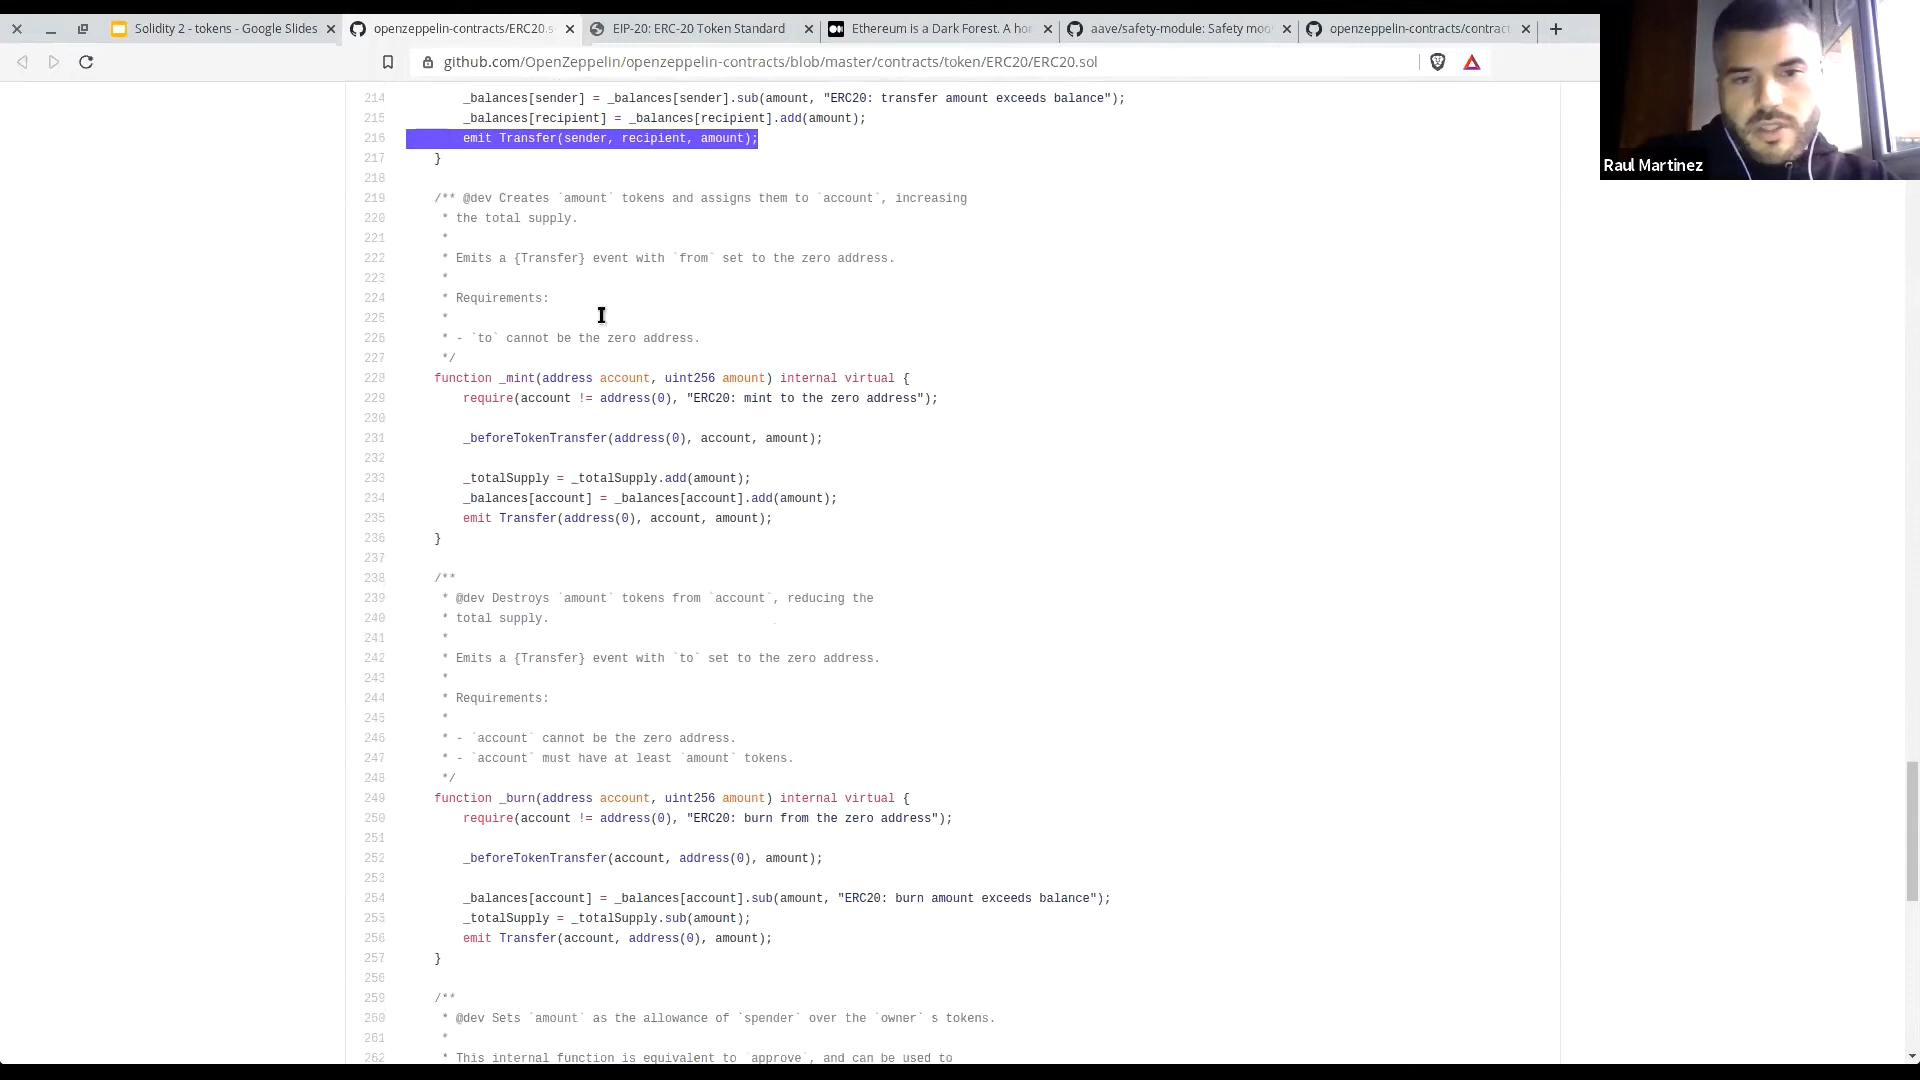 Solidity 2 - tokens - Google Slides
openzeppelin-contracts/ERC20.s
EIP-20: ERC-20 Token Standard
Ethereum is a Dark Forest. A hor
aave/safety-module: Safety mo
openzeppelin-contracts/contract
github.com/OpenZeppelin/openzeppelin-contracts/blob/master/contracts/token/ERC20/ERC20.sol
Raul Martinez
214 _balances[sender] = _balances[sender].sub(amount, "ERC20: transfer amount exceeds balance");
215 _balances[recipient] = _balances[recipient].add(amount);
216 emit Transfer(sender, recipient, amount);
217 }
218
219 /** @dev Creates `amount` tokens and assigns them to `account`, increasing
220 * the total supply.
221 *
222 * Emits a {Transfer} event with `from` set to the zero address.
223 *
224 * Requirements:
225 *
226 * - `to` cannot be the zero address.
227 */
228 function _mint(address account, uint256 amount) internal virtual {
229 require(account != address(0), "ERC20: mint to the zero address");
230
231 _beforeTokenTransfer(address(0), account, amount);
232
233 _totalSupply = _totalSupply.add(amount);
234 _balances[account] = _balances[account].add(amount);
235 emit Transfer(address(0), account, amount);
236 }
237
238 /**
239 * @dev Destroys `amount` tokens from `account`, reducing the
240 * total supply.
241 *
242 * Emits a {Transfer} event with `to` set to the zero address.
243 *
244 * Requirements:
245 *
246 * - `account` cannot be the zero address.
247 * - `account` must have at least `amount` tokens.
248 */
249 function _burn(address account, uint256 amount) internal virtual {
250 require(account != address(0), "ERC20: burn from the zero address");
251
252 _beforeTokenTransfer(account, address(0), amount);
253
254 _balances[account] = _balances[account].sub(amount, "ERC20: burn amount exceeds balance");
255 _totalSupply = _totalSupply.sub(amount);
256 emit Transfer(account, address(0), amount);
257 }
258
259 /**
260 * @dev Sets `amount` as the allowance of `spender` over the `owner` s tokens.
261 *
262 * This internal function is equivalent to `approve`, and can be used to